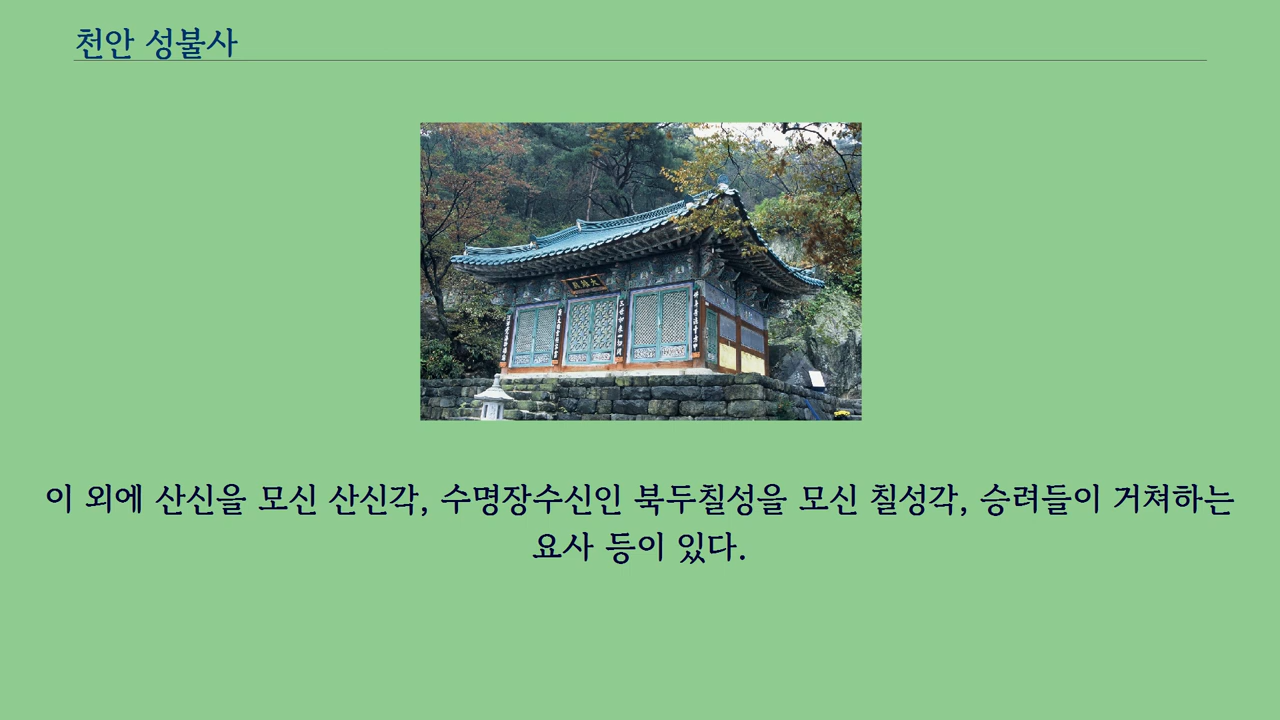 천안 성불사
이 외에 산신을 모신 산신각, 수명장수신인 북두칠성을 모신 칠성각, 승려들이 거쳐하는
요사 등이 있다.